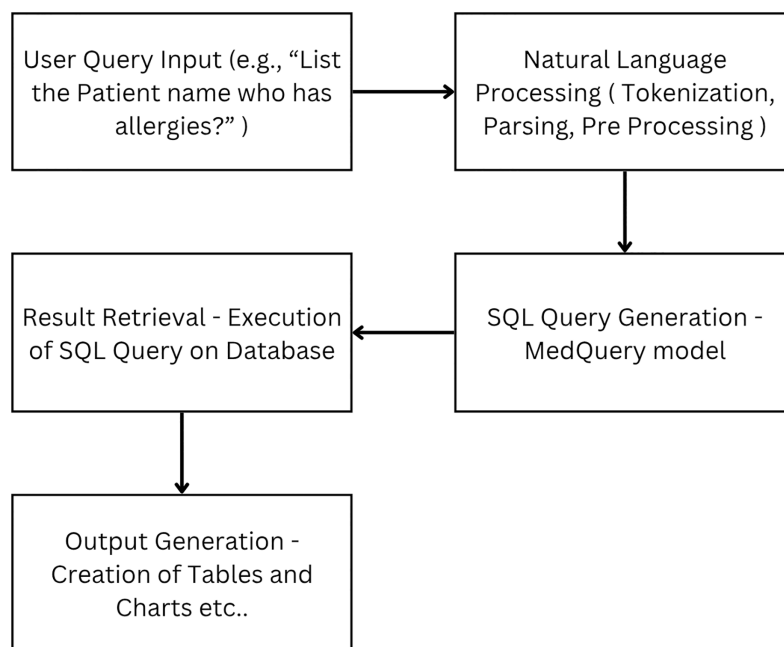 User Query Input (e.g., “List
the Patient name who has
allergies?” )
Natural Language
Processing ( Tokenization,
Parsing, Pre Processing )
SQL Query Generation -
MedQuery model
Result Retrieval - Execution
of SQL Query on Database
Output Generation -
Creation of Tables and
Charts etc..